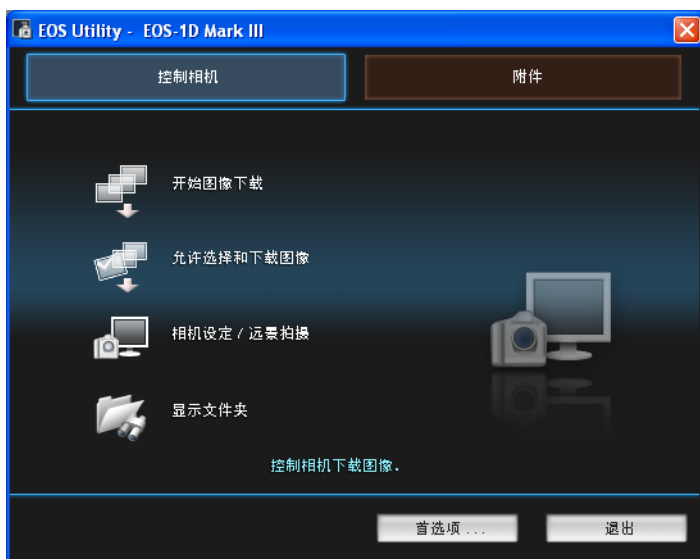 EOS Utility - EOS-1D Mark III
控制相机
附件
开始图像下载
允许选择和下载图像
相机设定 / 远景拍摄
显示文件夹
控制相机下载图像.
首选项 ...
退出